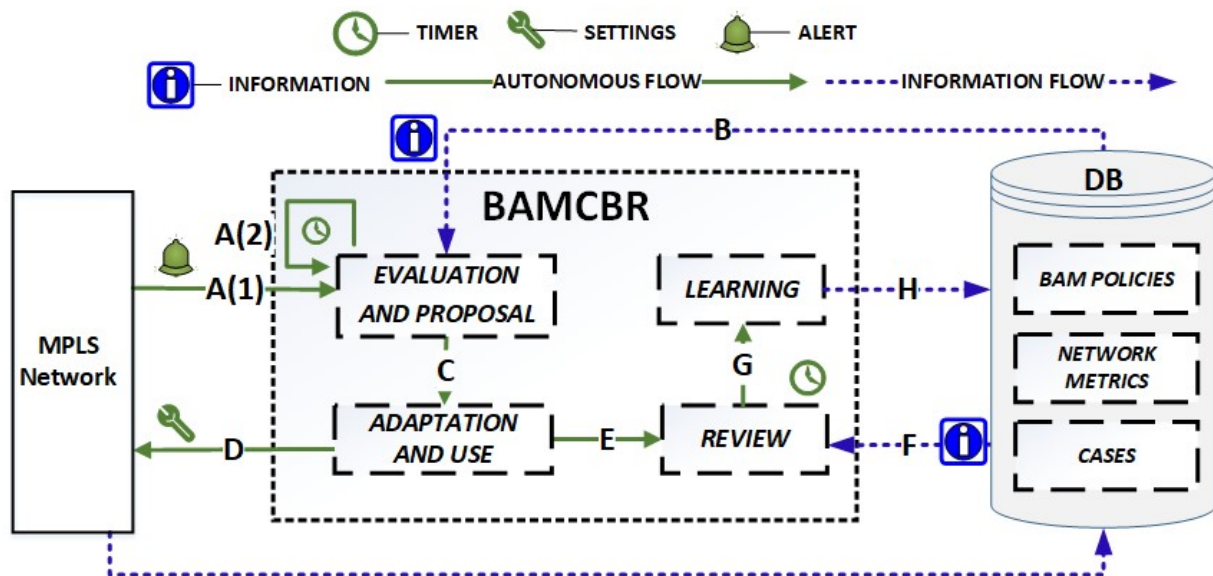 TIMER
SETTINGS
ALERT
INFORMATION
AUTONOMOUS FLOW
INFORMATION FLOW
B
DB
BAMCBR
A(2)
EVALUATION
AND PROPOSAL
LEARNING
H
BAM POLICIES
A(1)
MPLS
Network
C
G
NETWORK
METRICS
D
ADAPTATION
AND USE
E
REVIEW
F
CASES